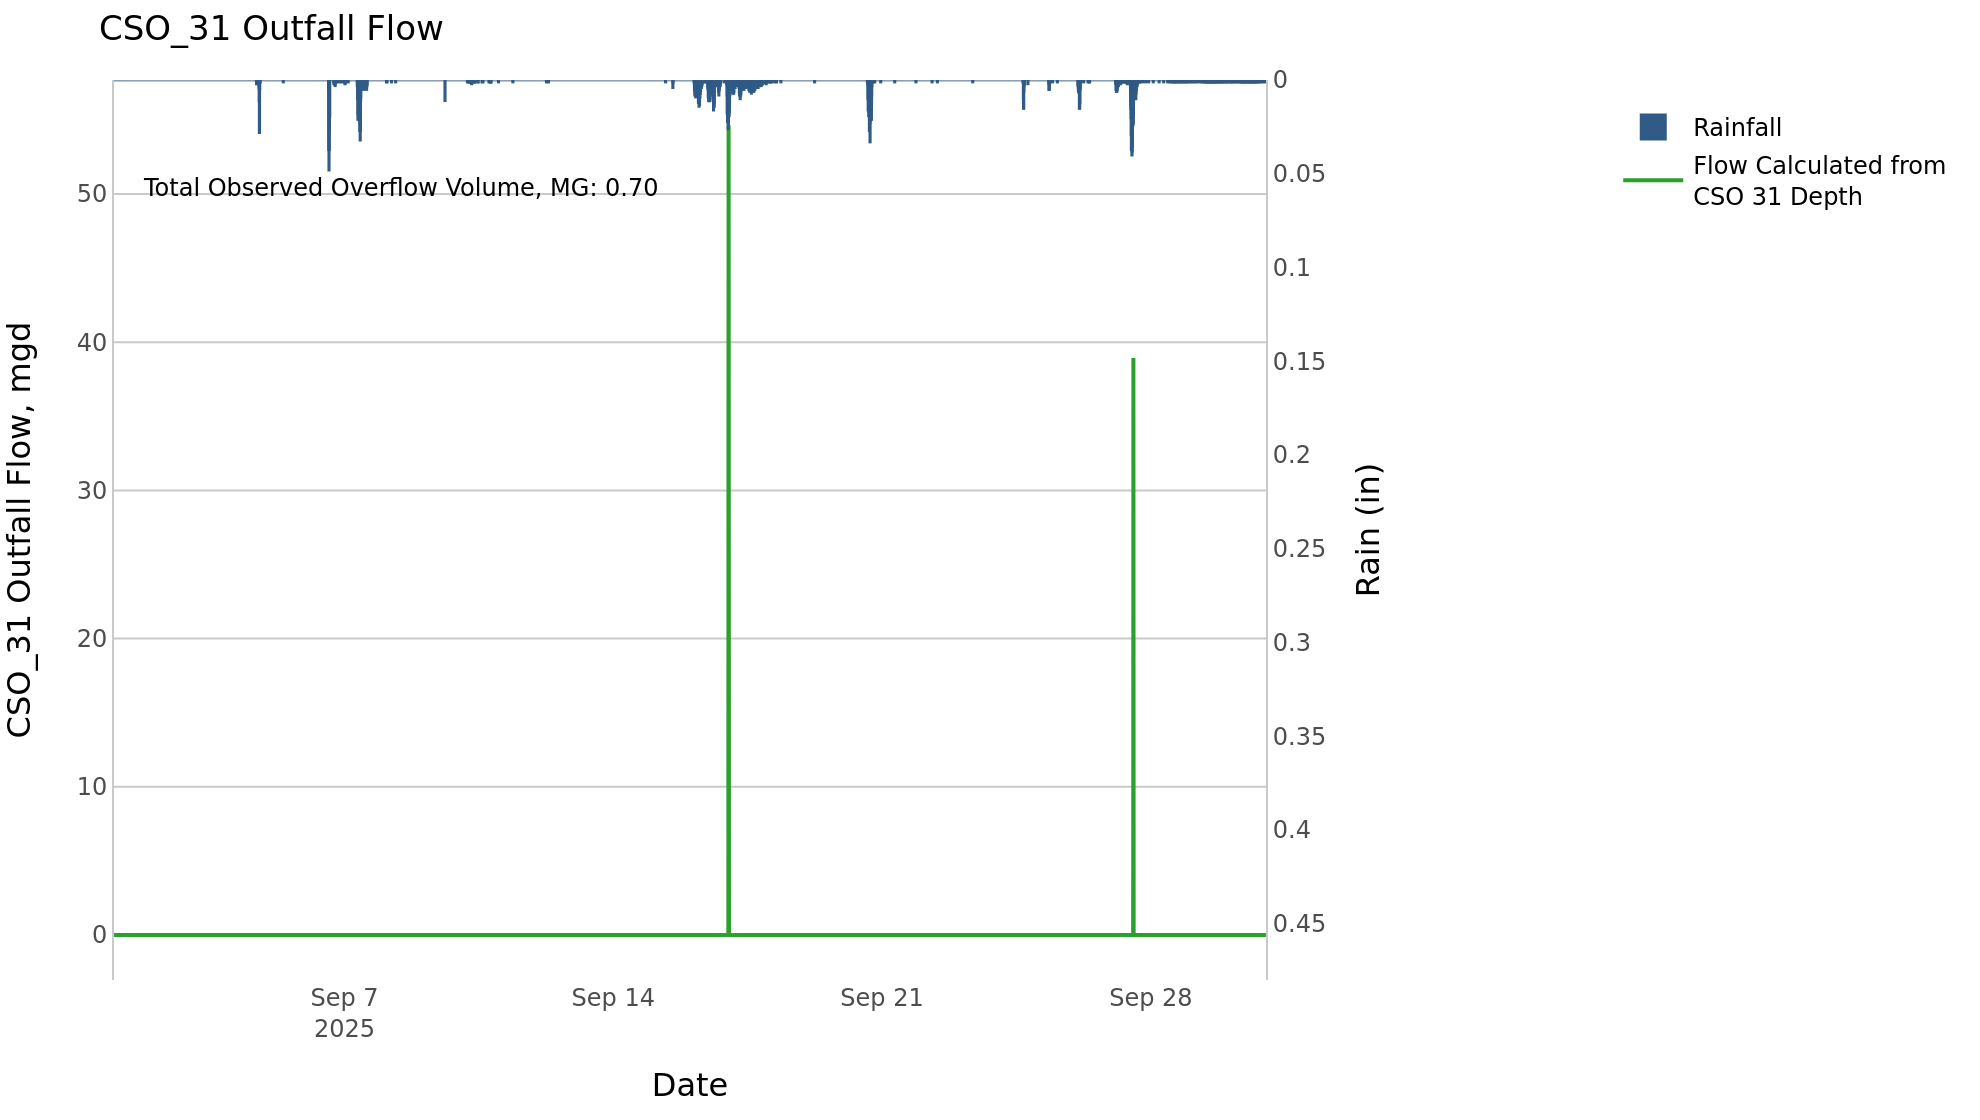 CSO_31 Outfall Flow
Total Observed Overflow Volume, MG: 0.70
CSO_31 Outfall Flow, mgd
50
40
30
20
10
0
0
0.05
0.1
0.15
0.2
0.25
0.3
0.35
0.4
0.45
Rain (in)
Sep 7
2025
Sep 14
Sep 21
Sep 28
Date
Rainfall
Flow Calculated from
CSO 31 Depth